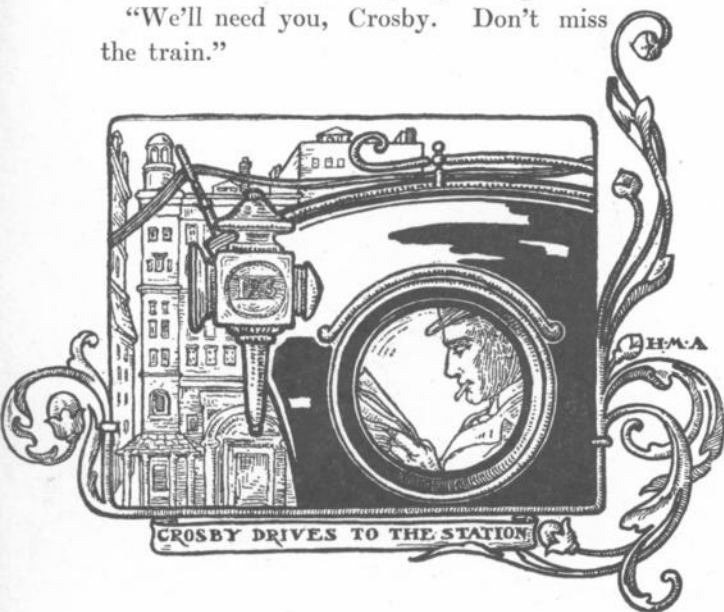 “We'll need you, Crosby. Don't miss
the train.”
H·M·A
CROSBY DRIVES TO THE STATION